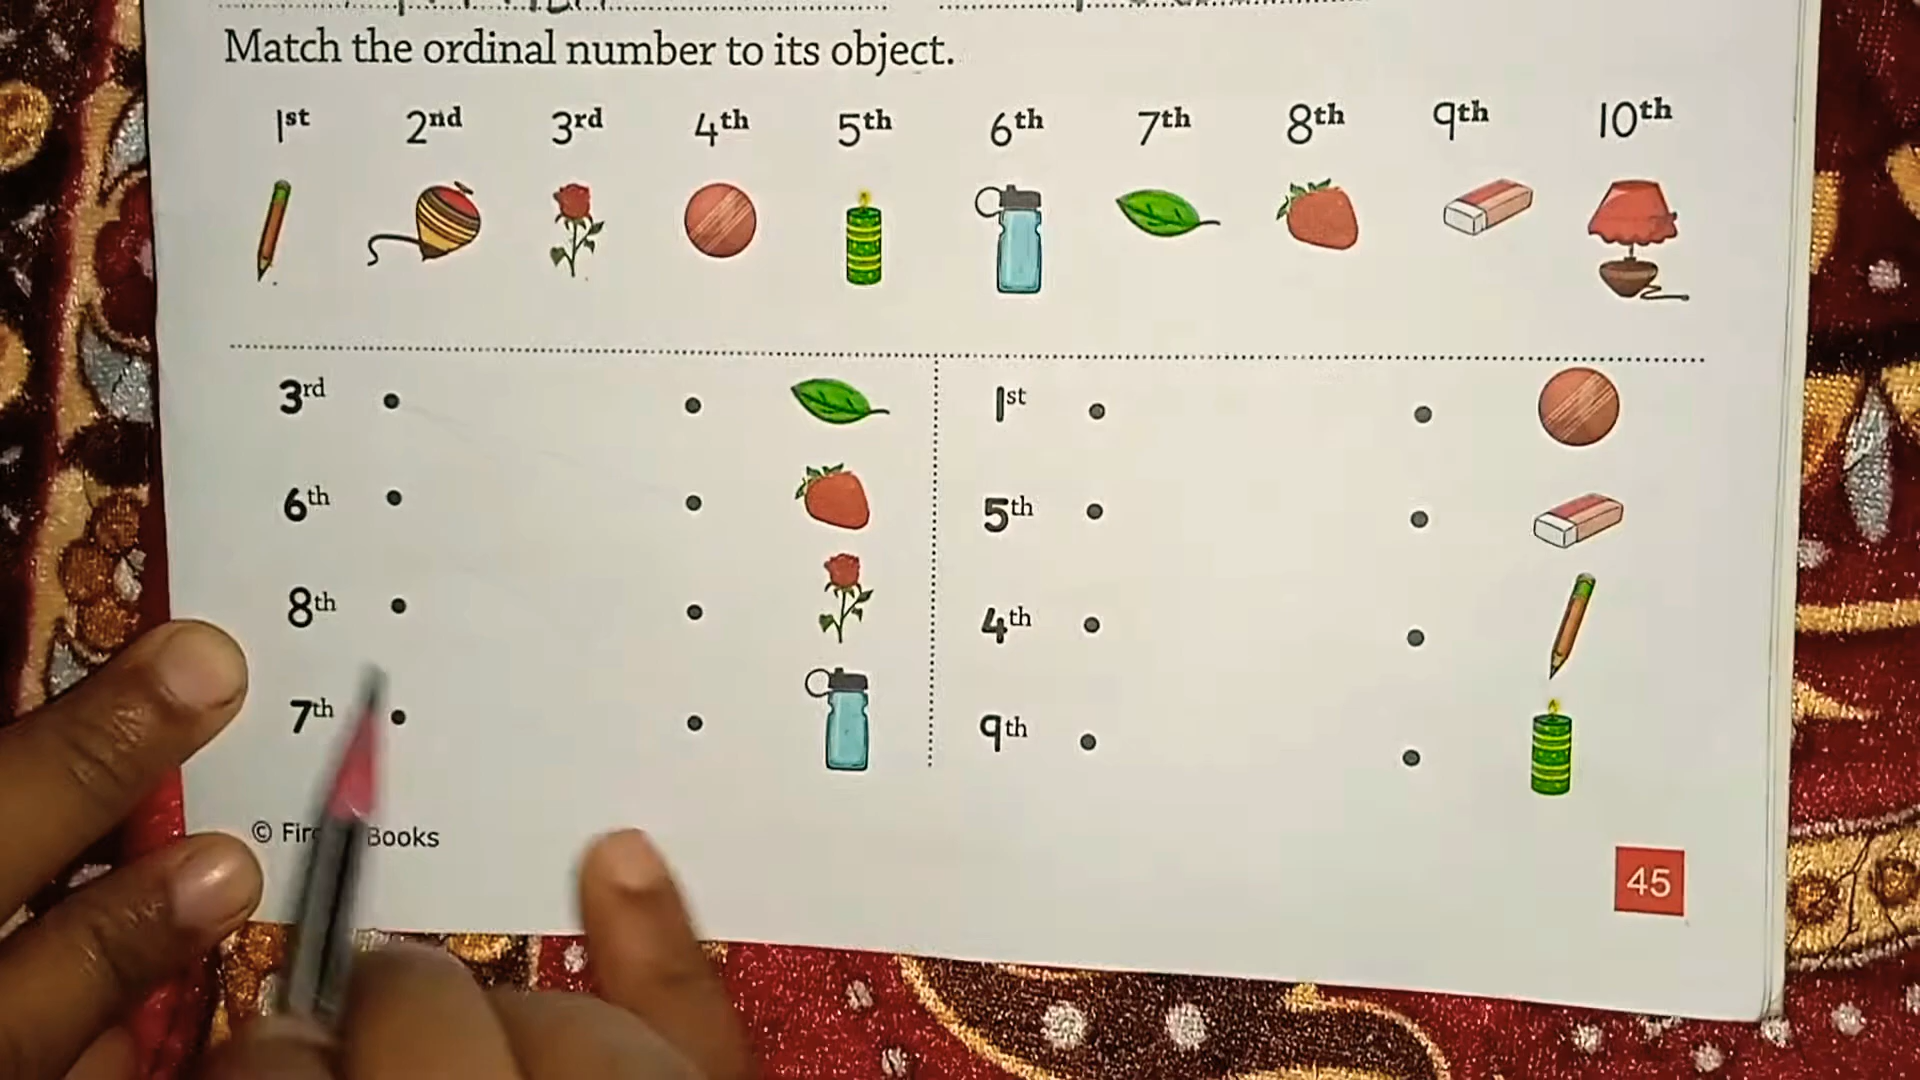 Match the ordinal number to its object.
1st 2nd 3rd 4th 5th 6th 7th 8th 9th 10th
3rd
6th
8th
7th
1st
5th
4th
9th
© Books
45